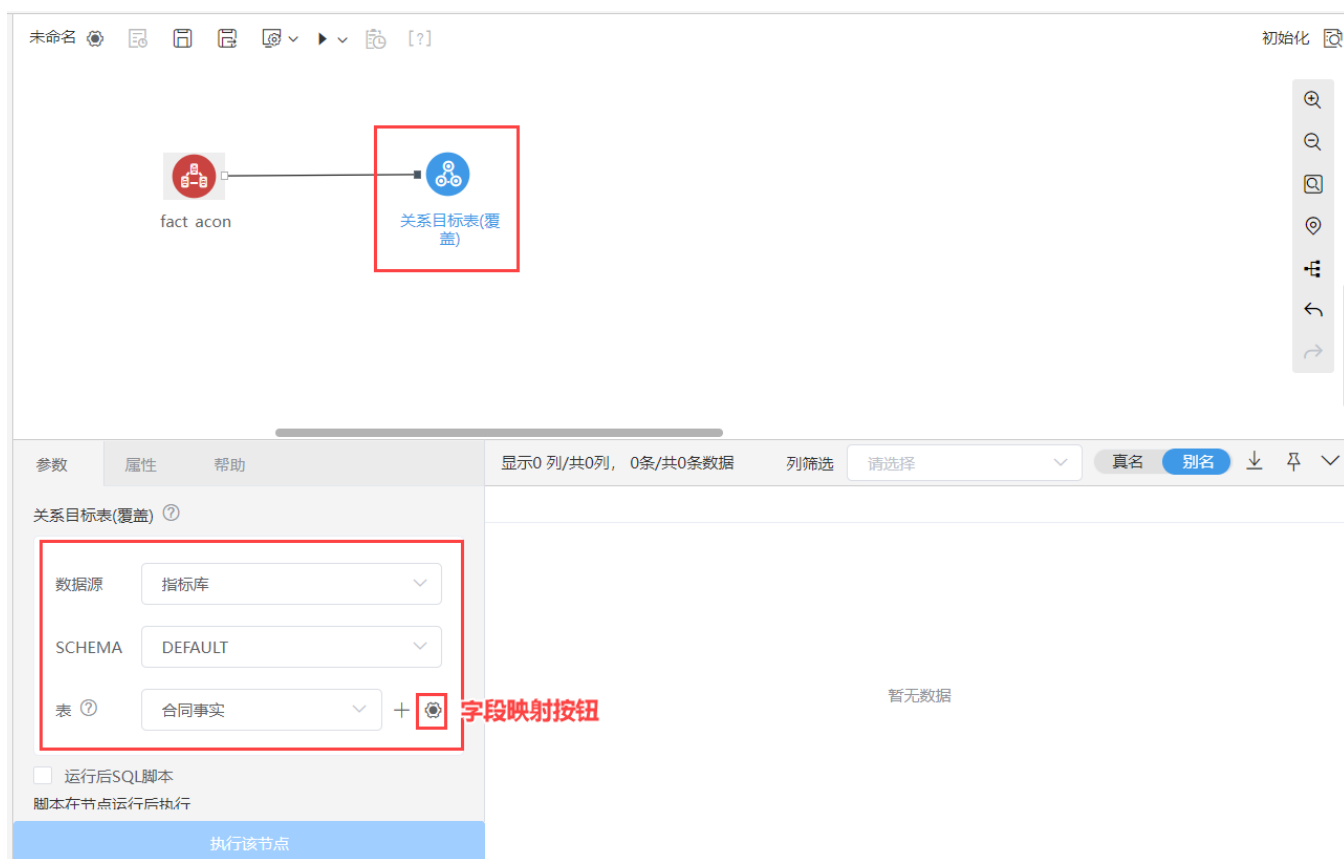 未命名
[?]
初始化
fact_acon
关系目标表(覆
盖)
参数
属性
帮助
显示0 列/共0列， 0条/共0条数据
列筛选
请选择
真名
别名
关系目标表(覆盖) ?
数据源
指标库
SCHEMA
DEFAULT
表 ?
合同事实
字段映射按钮
暂无数据
运行后SQL脚本
脚本在节点运行后执行
执行该节点